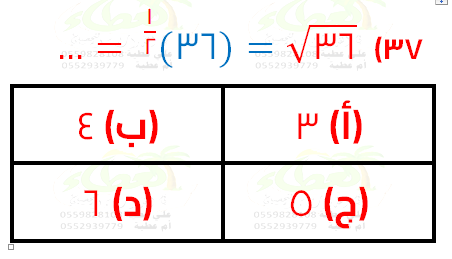 ٣٧) √٣٦ = (٣٦)^١/٢ = ...
أ) ٣
ب) ٤
ج) ٥
د) ٦